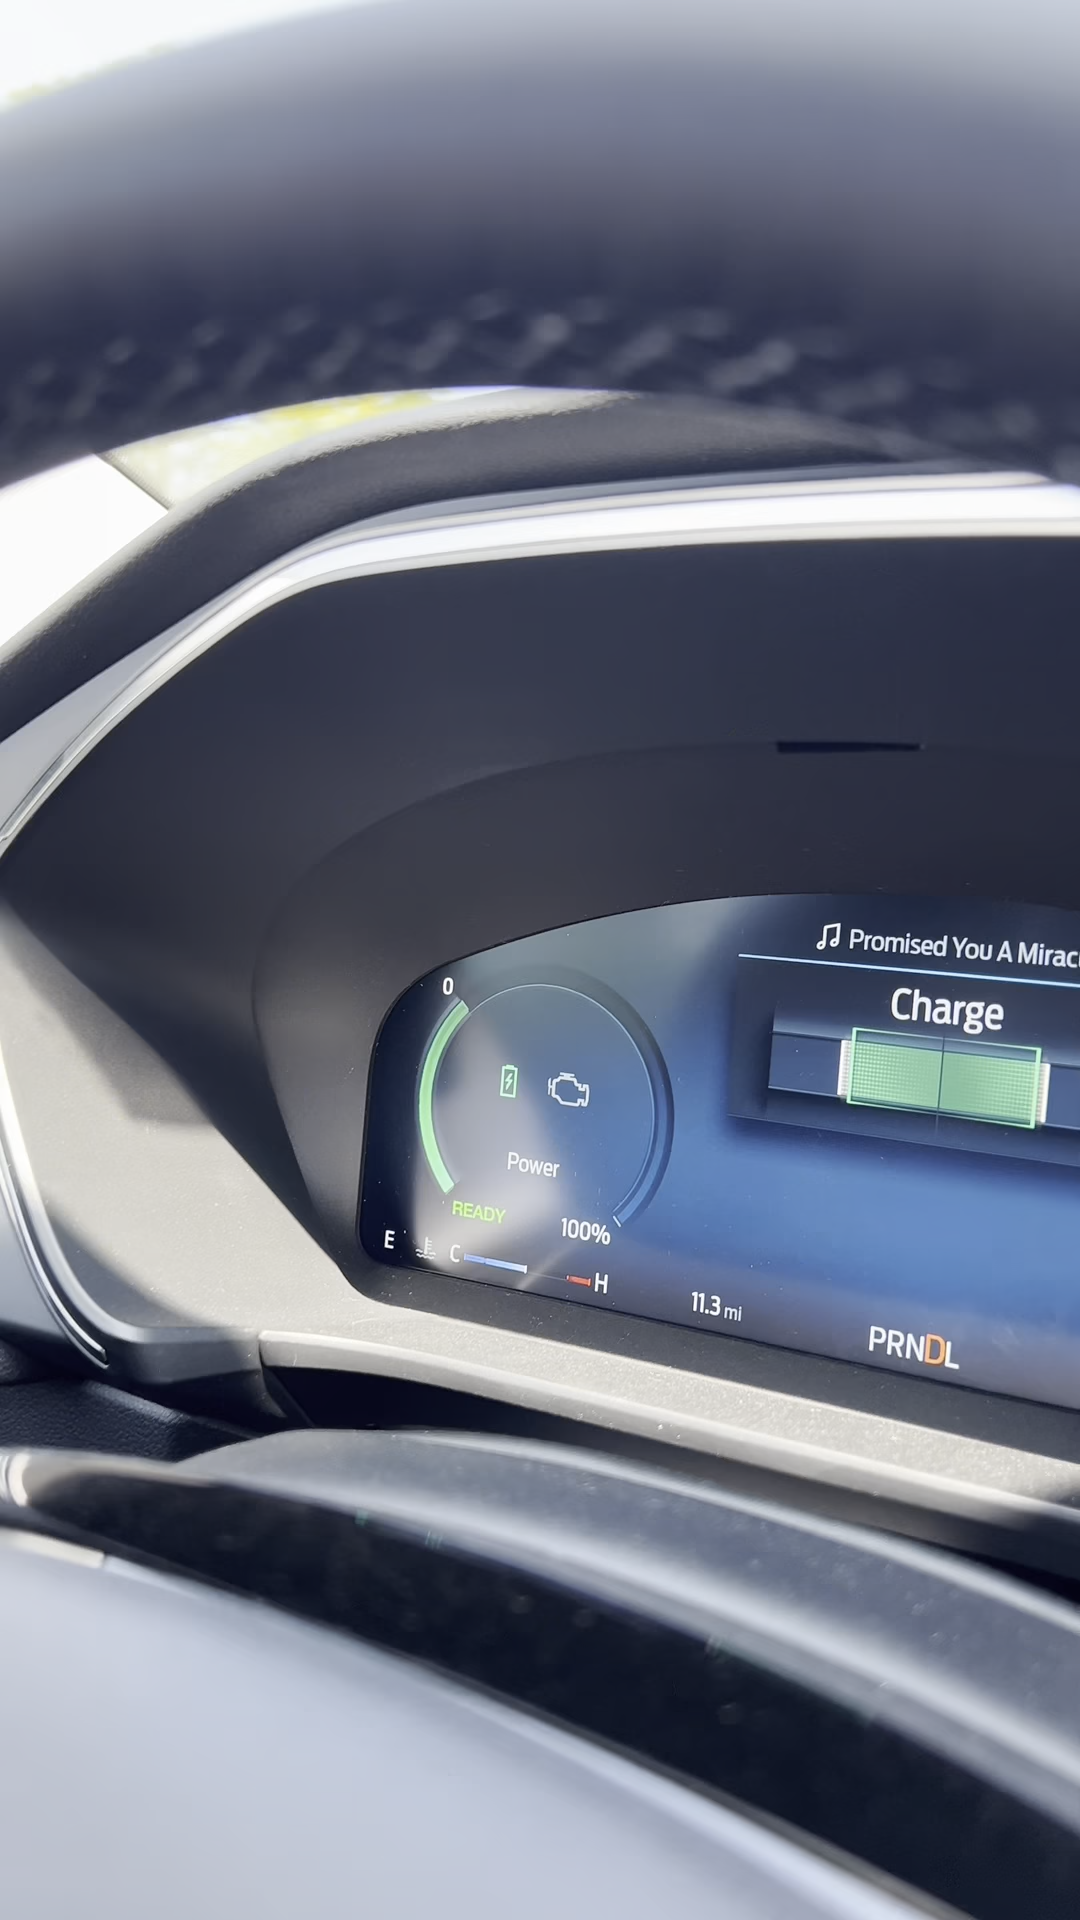 Promised You A Mirac
Charge
0
Power
READY
100%
E
C
H
11.3 mi
PRNDL